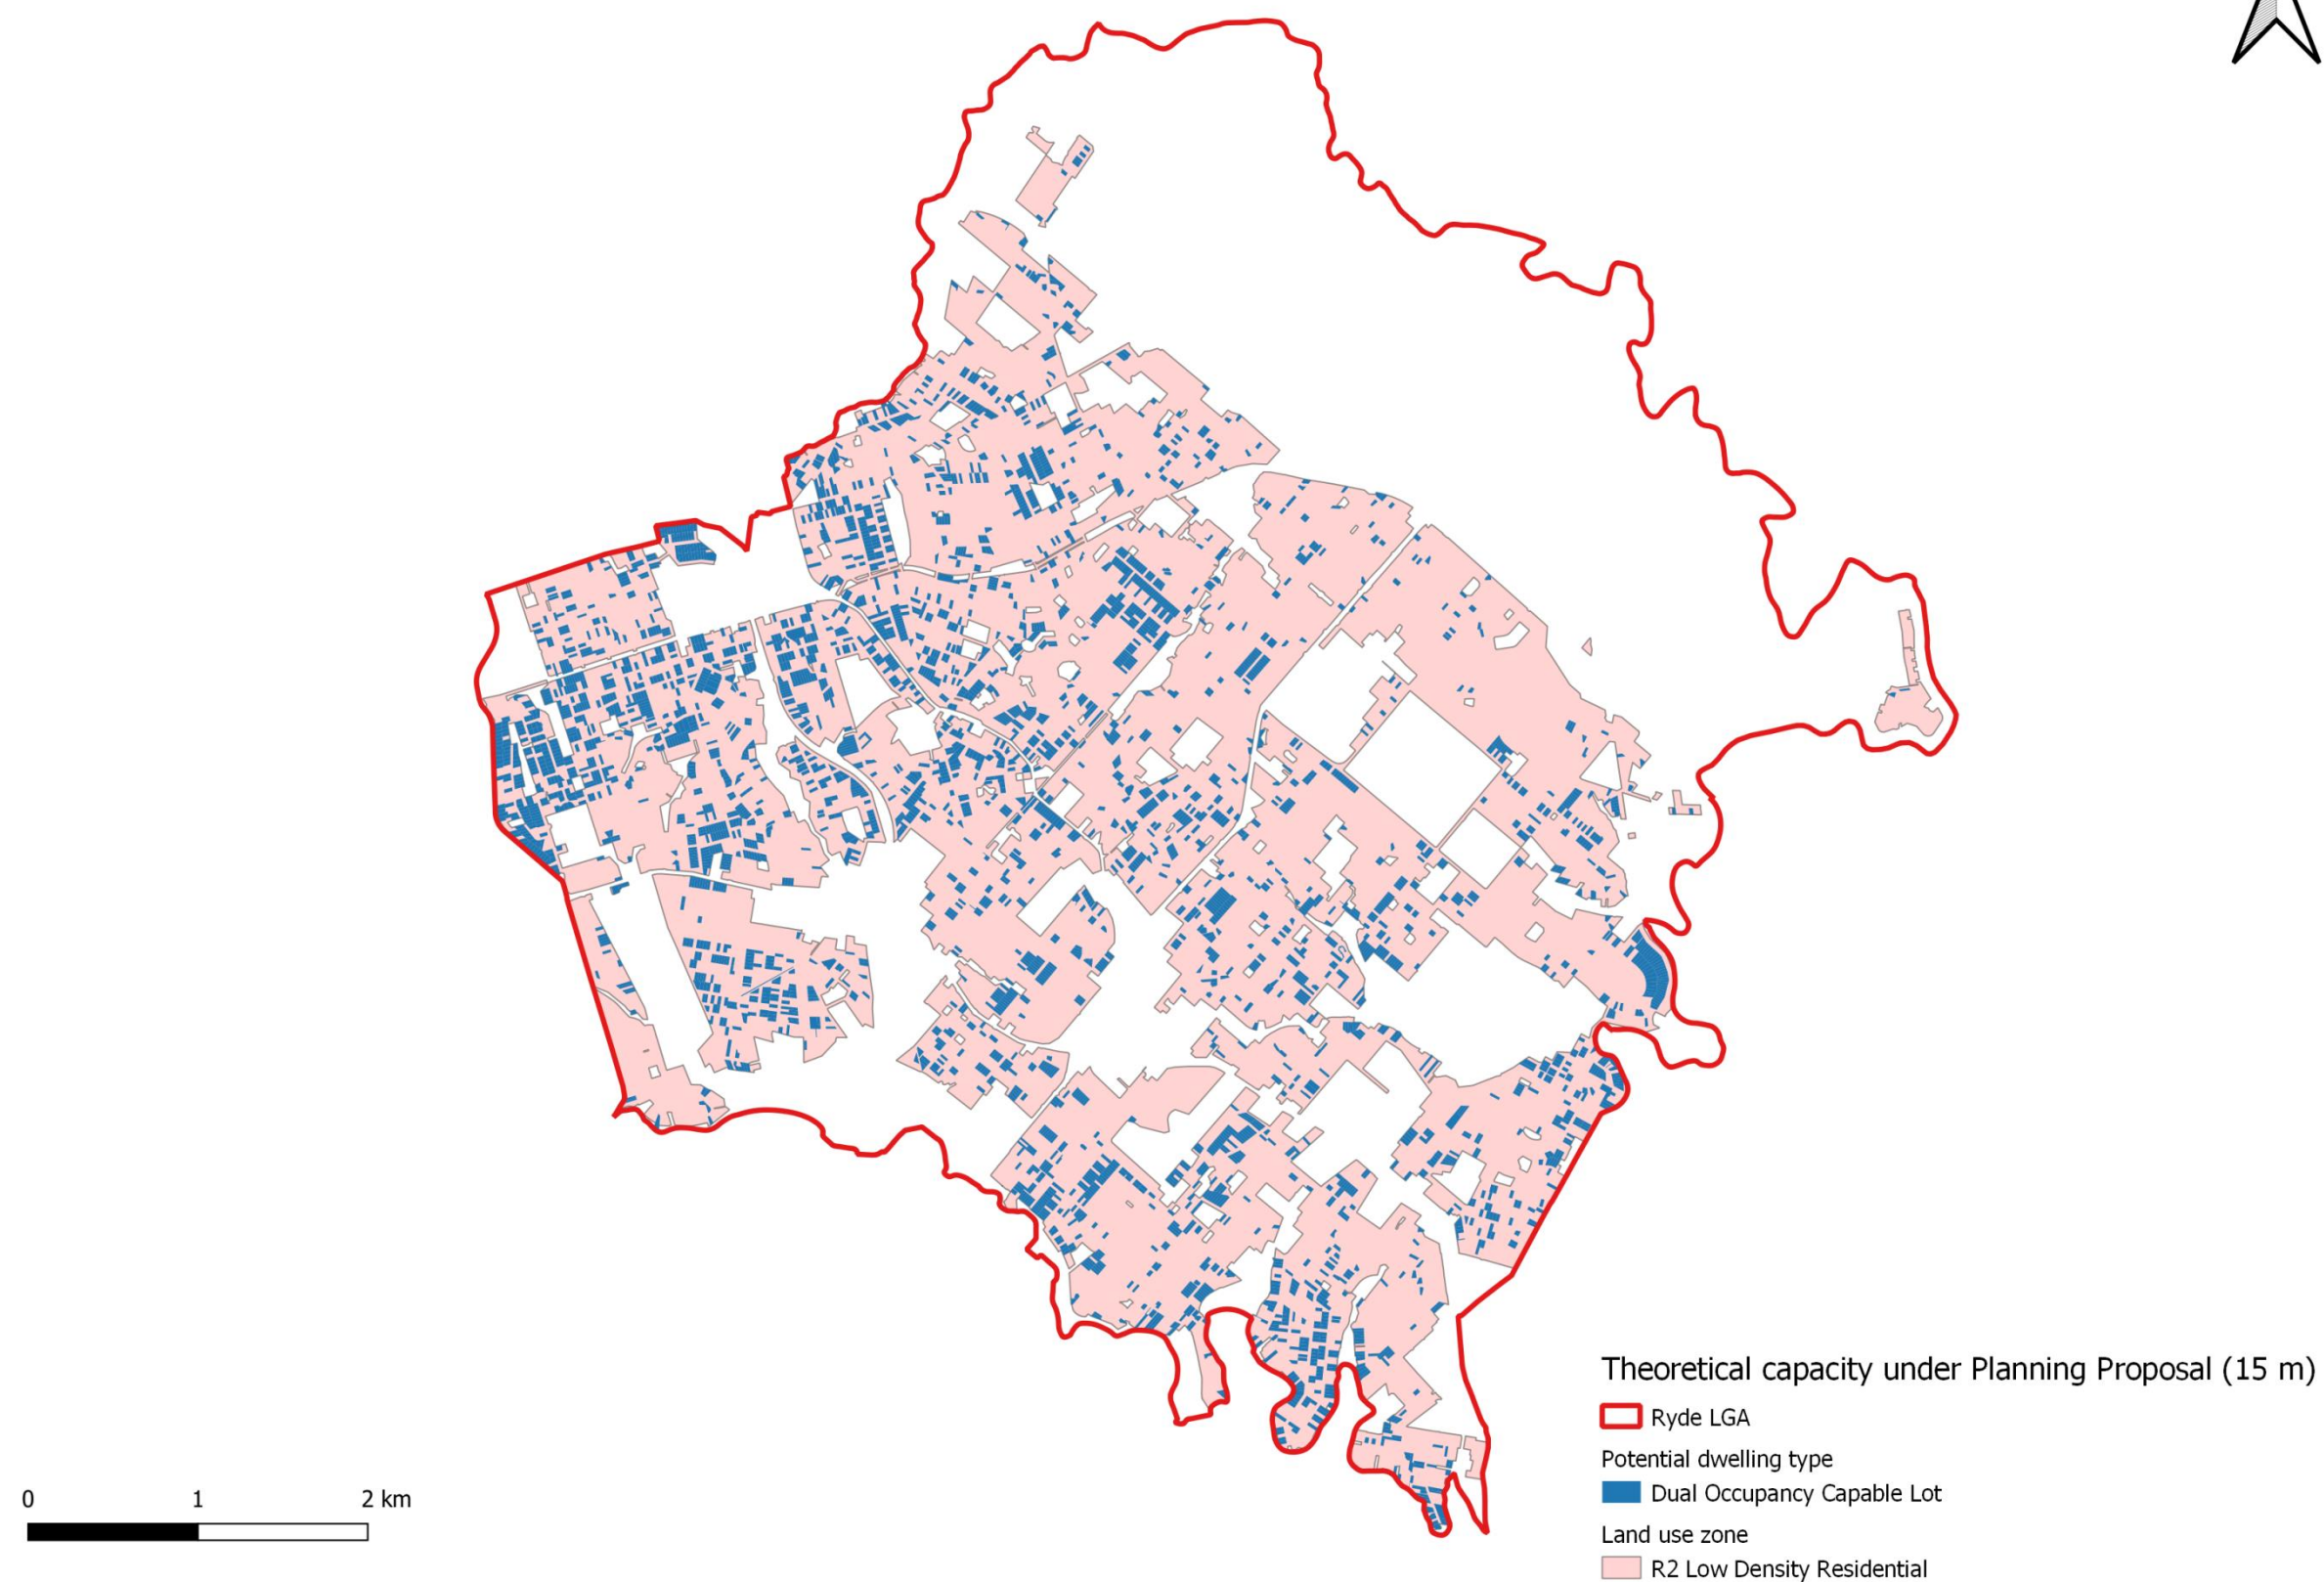 Theoretical capacity under Planning Proposal (15 m)
Ryde LGA
Potential dwelling type
Dual Occupancy Capable Lot
Land use zone
R2 Low Density Residential
0 1 2 km